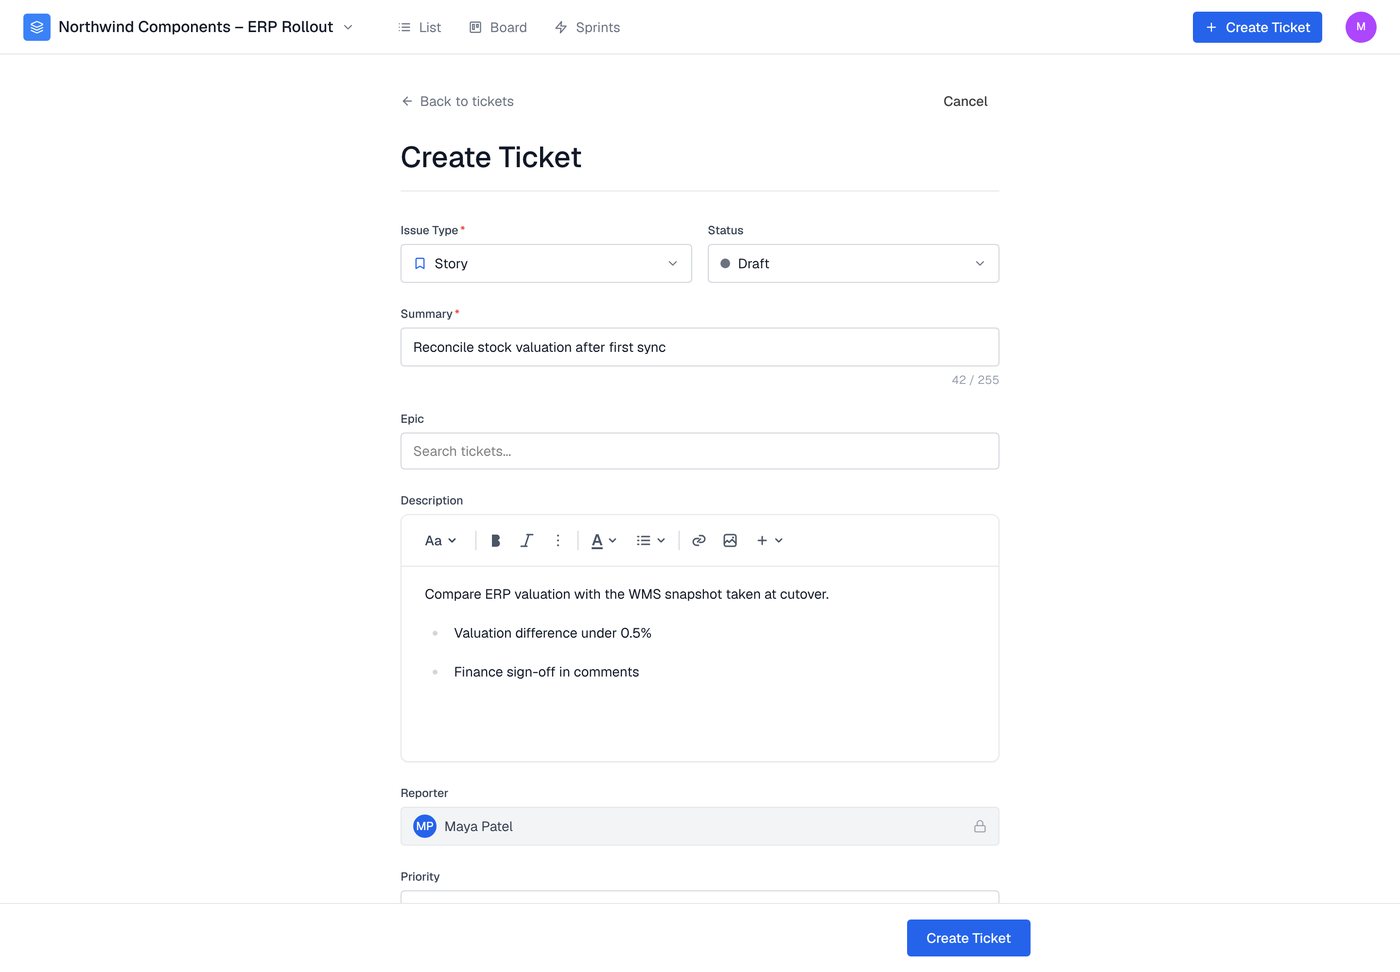 Northwind Components – ERP Rollout
List
Board
Sprints
Create Ticket
M
Back to tickets
Cancel
Create Ticket
Issue Type*
Status
Story
Draft
Summary*
Reconcile stock valuation after first sync
42 / 255
Epic
Search tickets...
Description
Aa
B
I
A
Compare ERP valuation with the WMS snapshot taken at cutover.
Valuation difference under 0.5%
Finance sign-off in comments
Reporter
MP
Maya Patel
Priority
Create Ticket